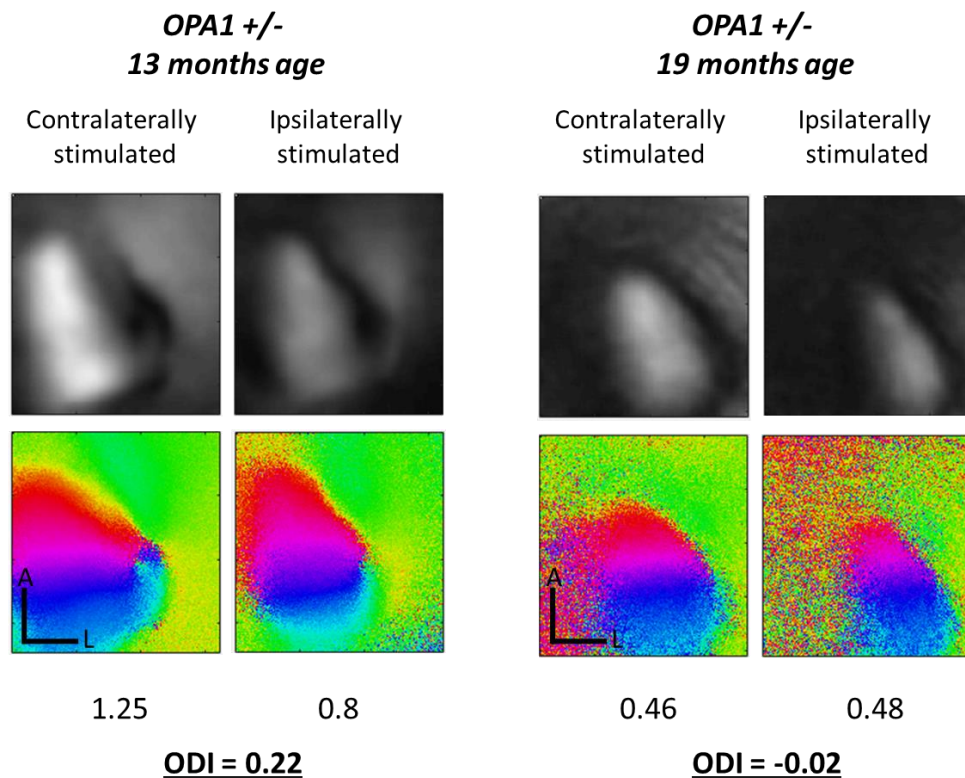 OPA1 +/-
13 months age
Contralaterally
stimulated
Ipsilaterally
stimulated
A
L
1.25
0.8
ODI = 0.22
OPA1 +/-
19 months age
Contralaterally
stimulated
Ipsilaterally
stimulated
A
L
0.46
0.48
ODI = -0.02